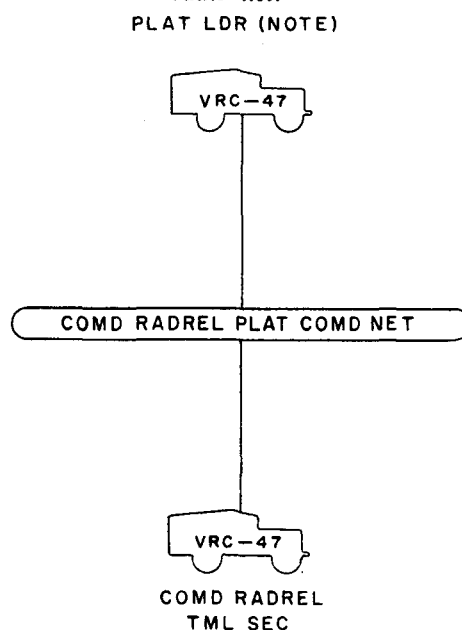 PLAT LDR (NOTE)
VRC-47
COMD RADREL PLAT COMD NET
VRC-47
COMD RADREL
TML SEC